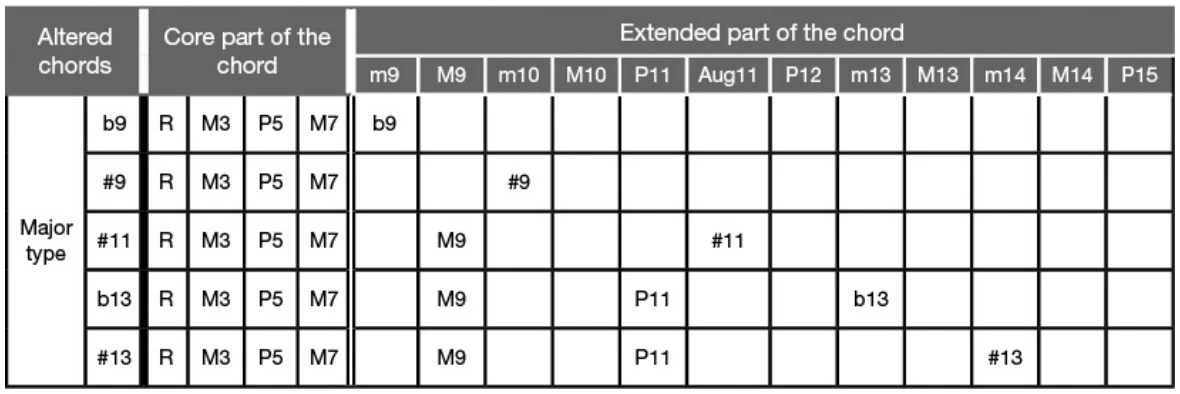 Altered chords Core part of the chord Extended part of the chord
m9 M9 m10 M10 P11 Aug11 P12 m13 M13 m14 M14 P15
Major type
b9 R M3 P5 M7 b9
#9 R M3 P5 M7 #9
#11 R M3 P5 M7 M9 #11
b13 R M3 P5 M7 M9 P11 b13
#13 R M3 P5 M7 M9 P11 #13